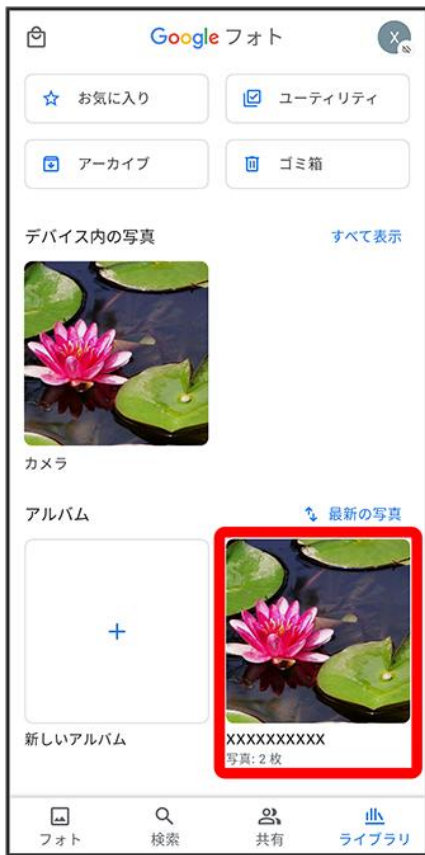 Google フォト
X
お気に入り
ユーティリティ
アーカイブ
ゴミ箱
デバイス内の写真
すべて表示
カメラ
アルバム
最新の写真
新しいアルバム
XXXXXXXXXX
写真: 2 枚
フォト
検索
共有
ライブラリ